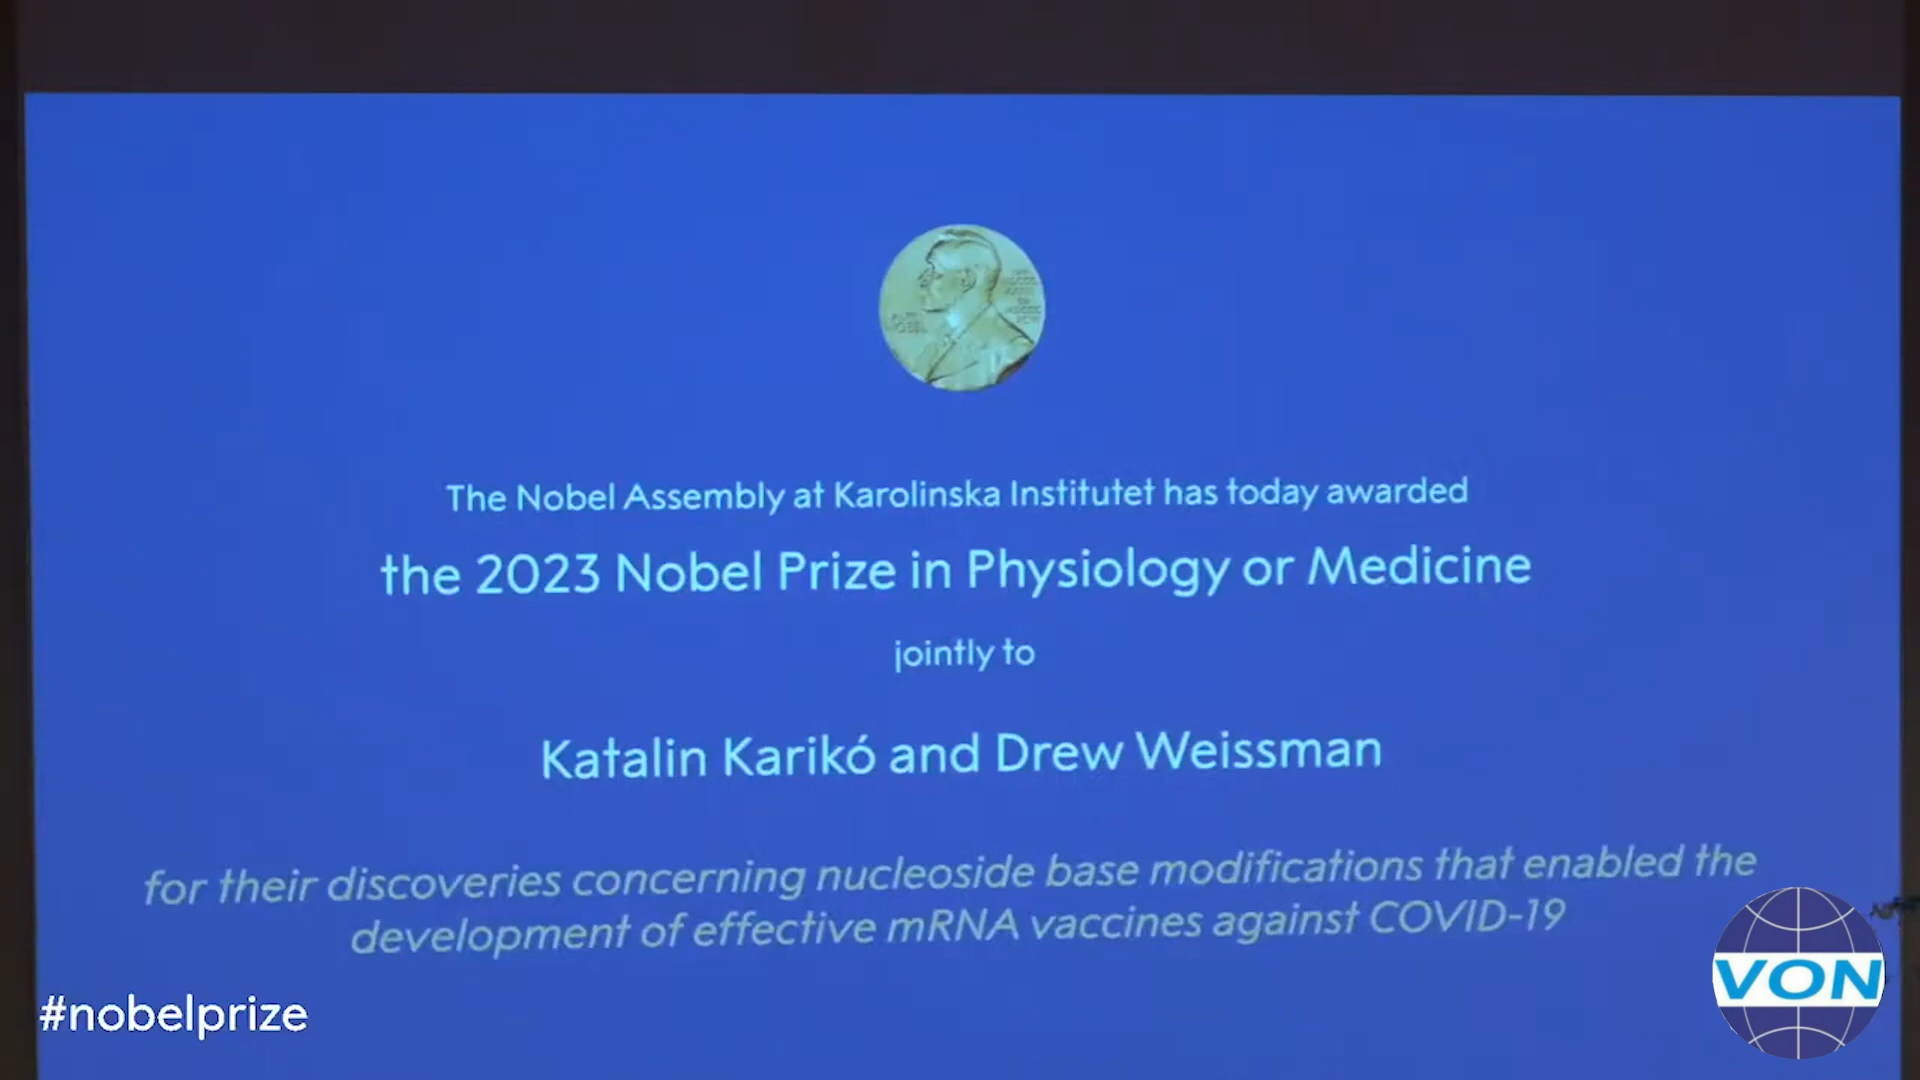 The Nobel Assembly at Karolinska Institutet has today awarded
the 2023 Nobel Prize in Physiology or Medicine
jointly to
Katalin Karikó and Drew Weissman
for their discoveries concerning nucleoside base modifications that enabled the
development of effective mRNA vaccines against COVID-19
#nobelprize
VON